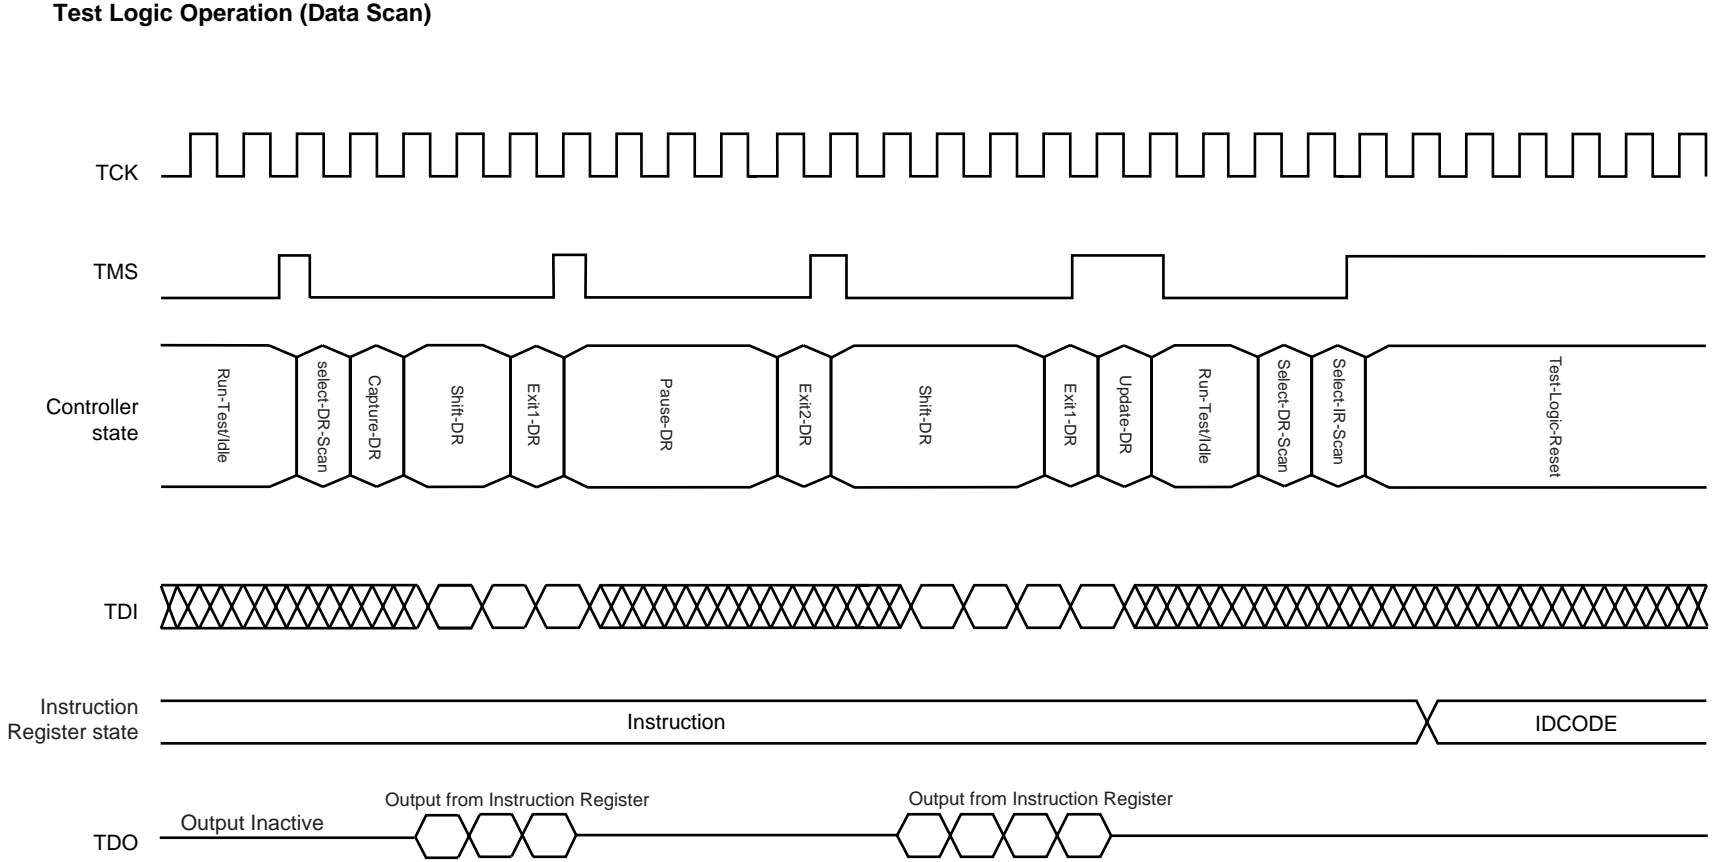 Test Logic Operation (Data Scan)
TCK
TMS
Controller
state
Run-Test/Idle
select-DR-Scan
Capture-DR
Shift-DR
Exit1-DR
Pause-DR
Exit2-DR
Shift-DR
Exit1-DR
Update-DR
Run-Test/Idle
Select-DR-Scan
Select-IR-Scan
Test-Logic-Reset
TDI
Instruction
Register state
Instruction
IDCODE
Output from Instruction Register
Output from Instruction Register
Output Inactive
TDO